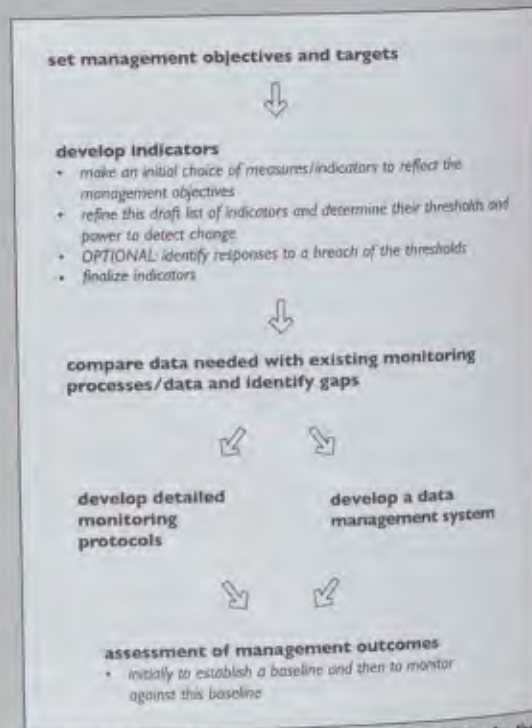 set management objectives and targets
develop indicators
• make an initial choice of measures/indicators to reflect the
management objectives
• refine this draft list of indicators and determine their thresholds and
power to detect change
• OPTIONAL: identify responses to a breach of the thresholds
• finalize indicators
compare data needed with existing monitoring
processes/data and identify gaps
develop detailed
monitoring
protocols
develop a data
management system
assessment of management outcomes
• initially to establish a baseline and then to monitor
against this baseline